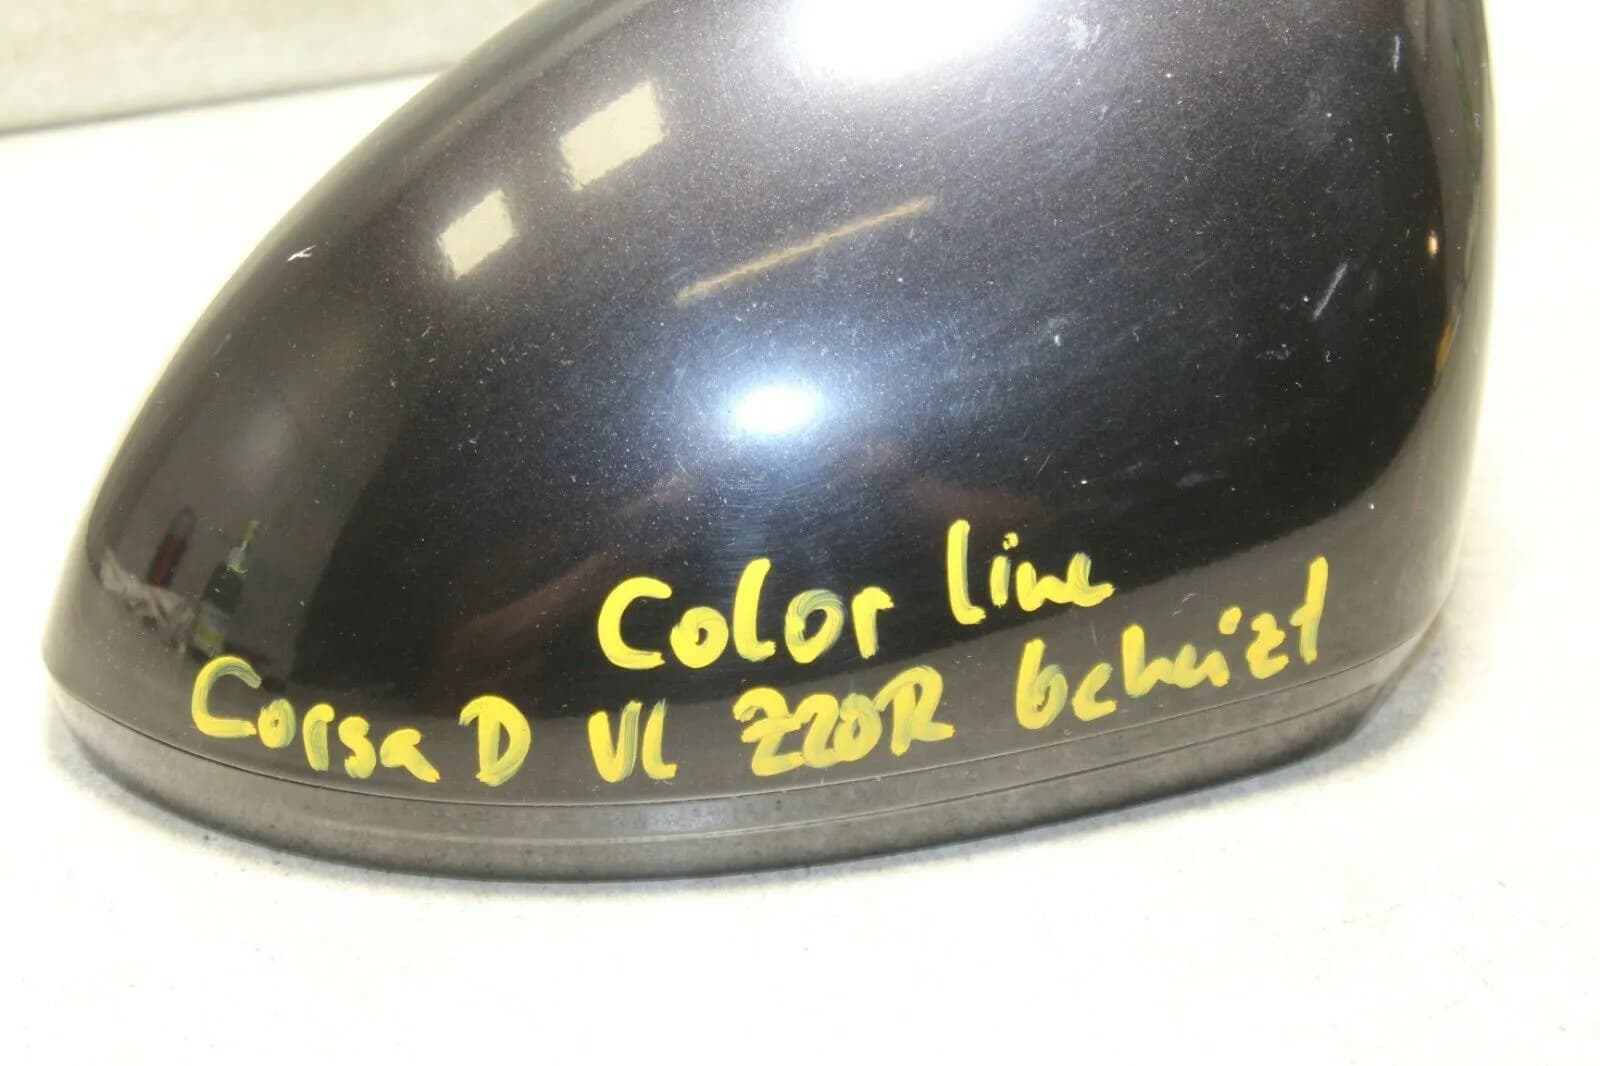 Color line
Corsa D VL Z20R beheizt